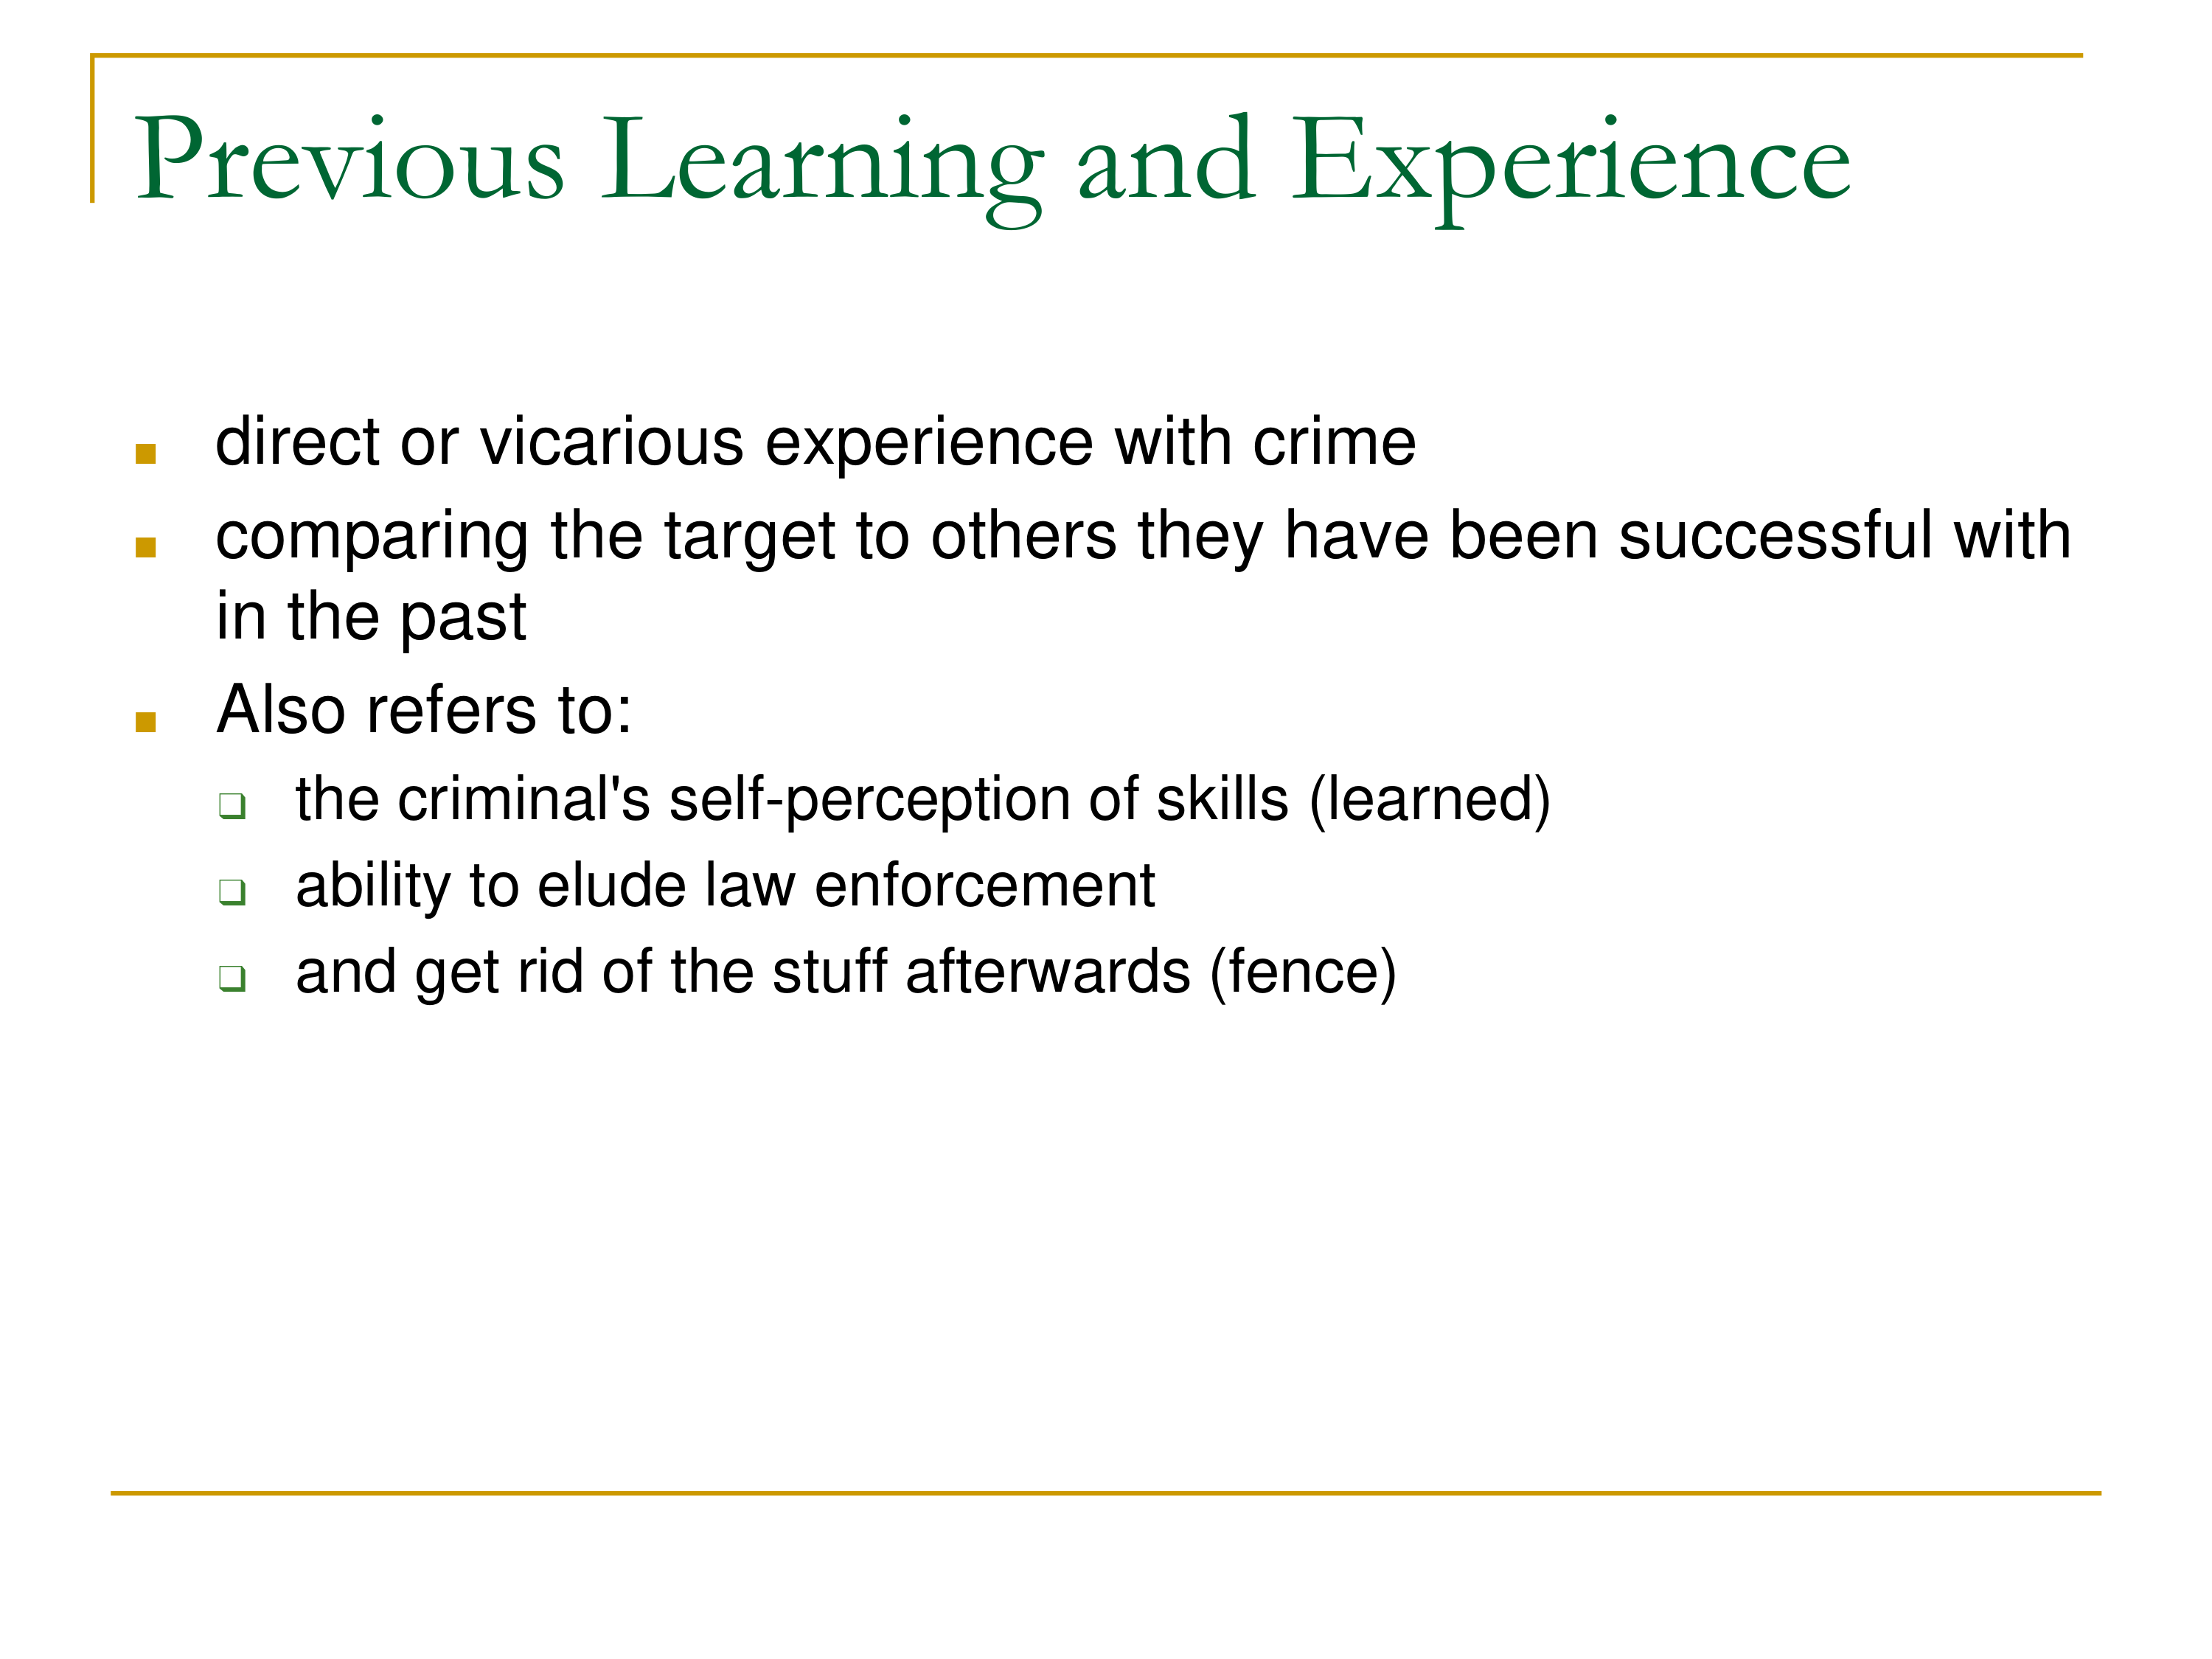 Previous Learning and Experience
direct or vicarious experience with crime
comparing the target to others they have been successful with
in the past
Also refers to:
the criminal's self-perception of skills (learned)
ability to elude law enforcement
and get rid of the stuff afterwards (fence)